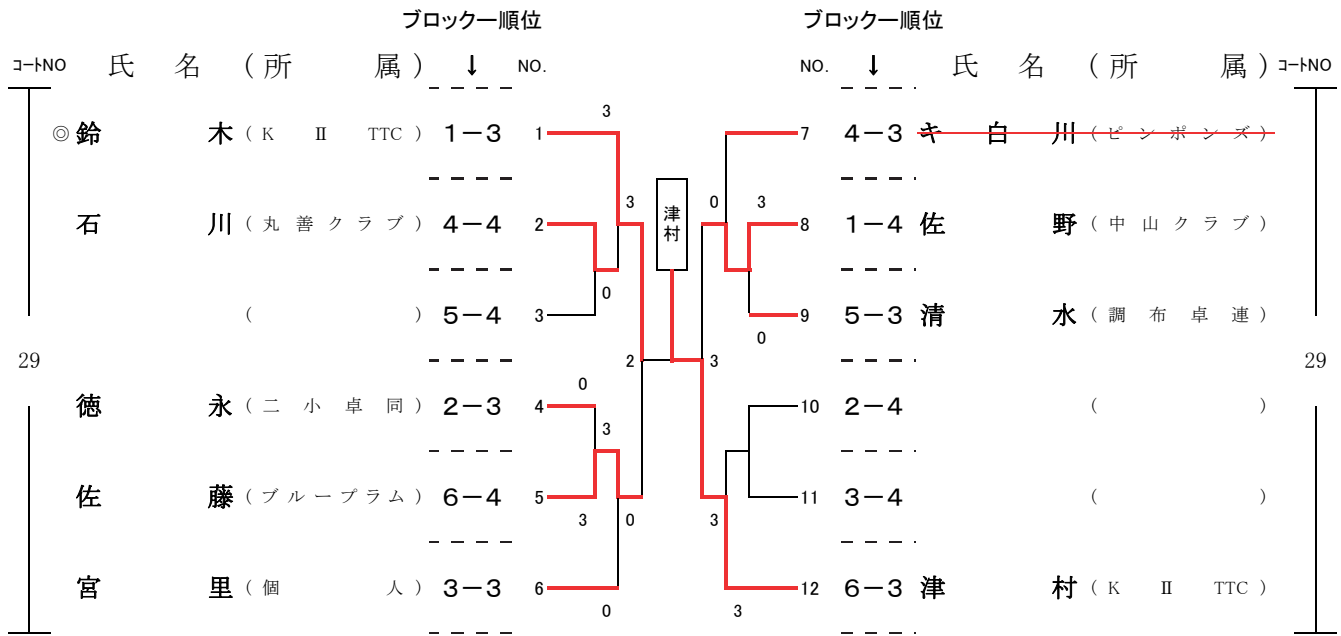 ブロック一順位 ブロック一順位
コートNO 氏 名 (所 属) ↓ NO. NO. ↓ 氏 名 (所 属) コートNO
3
◎ 鈴 木 (K Ⅱ TTC) 1-3 1 7 4-3 キ 白 川 (ピンポンズ)
3 津村 0 3
石 川 (丸善クラブ) 4-4 2 8 1-4 佐 野 (中山クラブ)
0
( ) 5-4 3 9 5-3 清 水 (調布卓連)
0
29 2 3 29
0
徳 永 (二小卓同) 2-3 4 10 2-4 ( )
3
佐 藤 (ブループラム) 6-4 5 11 3-4 ( )
3 0 3
宮 里 (個 人) 3-3 6 12 6-3 津 村 (K Ⅱ TTC)
0 3